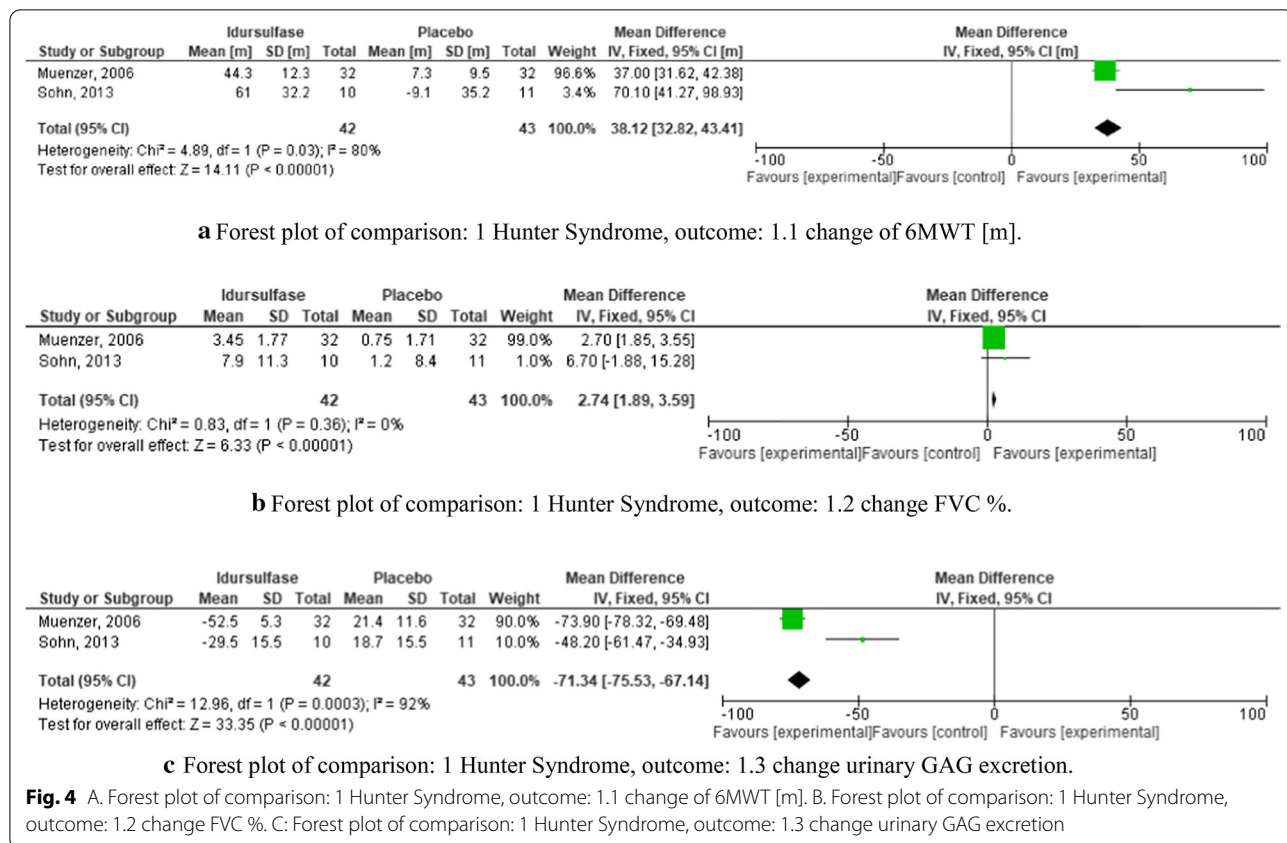 Idursulfase Placebo Mean Difference Mean Difference
Study or Subgroup Mean [m] SD [m] Total Mean [m] SD [m] Total Weight IV, Fixed, 95% CI [m] IV, Fixed, 95% CI [m]
Muenzer, 2006 44.3 12.3 32 7.3 9.5 32 96.6% 37.00 [31.62, 42.38]
Sohn, 2013 61 32.2 10 -9.1 35.2 11 3.4% 70.10 [41.27, 98.93]
Total (95% CI) 42 43 100.0% 38.12 [32.82, 43.41]
Heterogeneity: Chi² = 4.89, df = 1 (P = 0.03); I² = 80%
Test for overall effect: Z = 14.11 (P < 0.00001)
-100 -50 0 50 100
Favours [experimental] Favours [control] Favours [experimental]
a Forest plot of comparison: 1 Hunter Syndrome, outcome: 1.1 change of 6MWT [m].
Idursulfase Placebo Mean Difference Mean Difference
Study or Subgroup Mean SD Total Mean SD Total Weight IV, Fixed, 95% CI IV, Fixed, 95% CI
Muenzer, 2006 3.45 1.77 32 0.75 1.71 32 99.0% 2.70 [1.85, 3.55]
Sohn, 2013 7.9 11.3 10 1.2 8.4 11 1.0% 6.70 [-1.88, 15.28]
Total (95% CI) 42 43 100.0% 2.74 [1.89, 3.59]
Heterogeneity: Chi² = 0.83, df = 1 (P = 0.36); I² = 0%
Test for overall effect: Z = 6.33 (P < 0.00001)
-100 -50 0 50 100
Favours [experimental] Favours [control] Favours [experimental]
b Forest plot of comparison: 1 Hunter Syndrome, outcome: 1.2 change FVC %.
Idursulfase Placebo Mean Difference Mean Difference
Study or Subgroup Mean SD Total Mean SD Total Weight IV, Fixed, 95% CI IV, Fixed, 95% CI
Muenzer, 2006 -52.5 5.3 32 21.4 11.6 32 90.0% -73.90 [-78.32, -69.48]
Sohn, 2013 -29.5 15.5 10 18.7 15.5 11 10.0% -48.20 [-61.47, -34.93]
Total (95% CI) 42 43 100.0% -71.34 [-75.53, -67.14]
Heterogeneity: Chi² = 12.96, df = 1 (P = 0.0003); I² = 92%
Test for overall effect: Z = 33.35 (P < 0.00001)
-100 -50 0 50 100
Favours [experimental] Favours [control] Favours [experimental]
c Forest plot of comparison: 1 Hunter Syndrome, outcome: 1.3 change urinary GAG excretion.
Fig. 4 A. Forest plot of comparison: 1 Hunter Syndrome, outcome: 1.1 change of 6MWT [m]. B. Forest plot of comparison: 1 Hunter Syndrome,
outcome: 1.2 change FVC %. C: Forest plot of comparison: 1 Hunter Syndrome, outcome: 1.3 change urinary GAG excretion